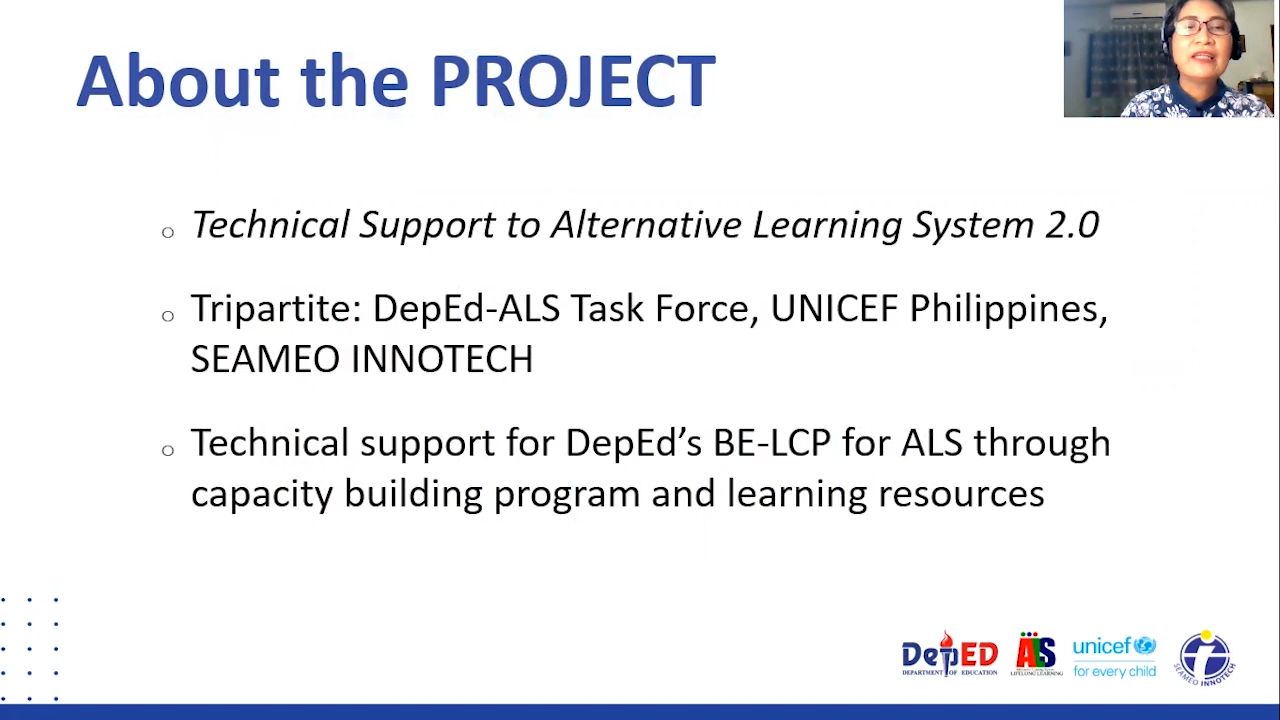 About the PROJECT
Technical Support to Alternative Learning System 2.0
Tripartite: DepEd-ALS Task Force, UNICEF Philippines,
SEAMEO INNOTECH
Technical support for DepEd’s BE-LCP for ALS through
capacity building program and learning resources
DepED
DEPARTMENT OF EDUCATION
ALS
LIFELONG LEARNING
unicef
for every child
SEAMEO INNOTECH